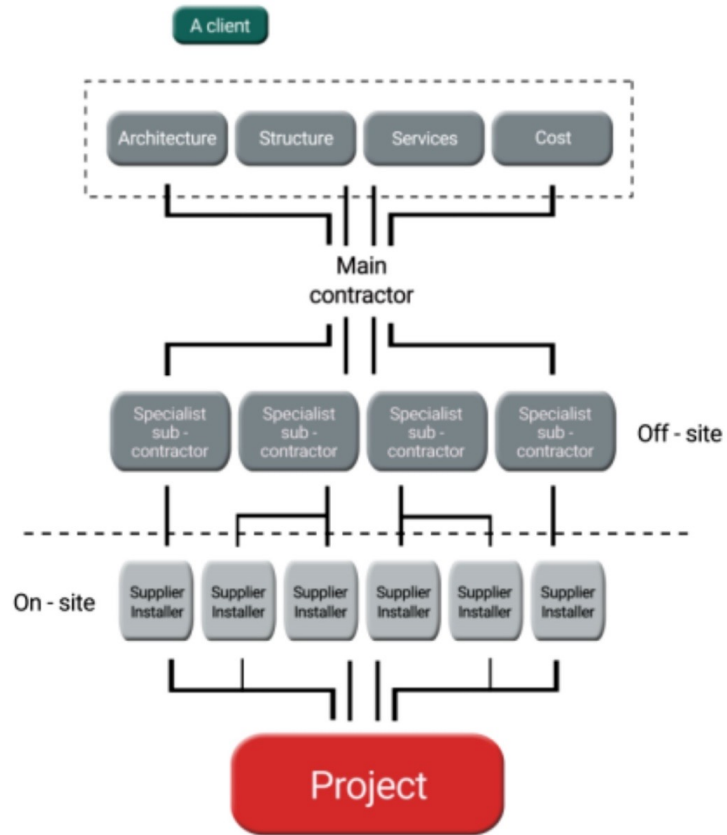 A client
Architecture
Structure
Services
Cost
Main
contractor
Specialist
sub -
contractor
Specialist
sub -
contractor
Specialist
sub -
contractor
Specialist
sub -
contractor
Off - site
On - site
Supplier
Installer
Supplier
Installer
Supplier
Installer
Supplier
Installer
Supplier
Installer
Supplier
Installer
Project